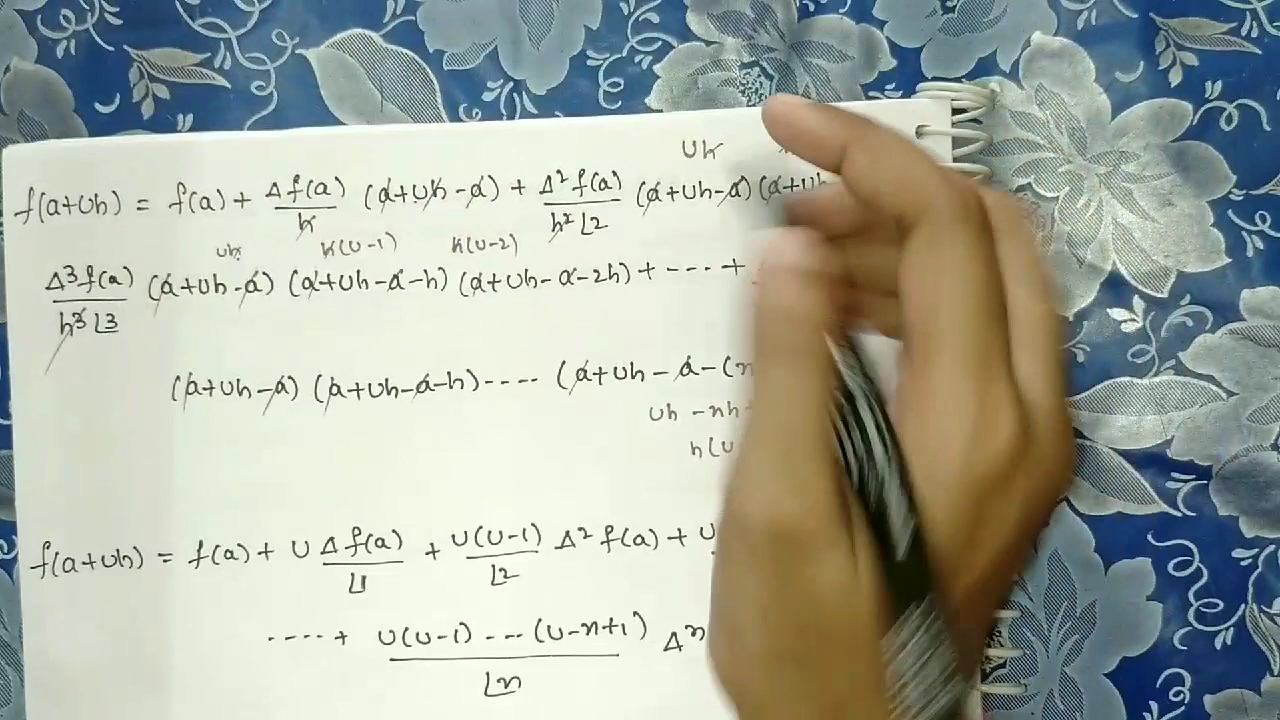 Uh
f(a+Uh) = f(a) + Δf(a)/h (a+Uh-a) + Δ²f(a)/h²∟2 (a+Uh-a) (a+Uh
Uh h(U-1) h(U-2)
Δ³f(a)/h³∟3 (a+Uh-a) (a+Uh-a-h) (a+Uh-a-2h) + ---- +
(a+Uh-a) (a+Uh-a-h) ---- (a+Uh-a-(n
Uh - nh
h(U
f(a+Uh) = f(a) + U Δf(a)/∟1 + U(U-1)/∟2 Δ² f(a) + U
---- + U(U-1) --- (U-n+1)/∟n Δⁿ